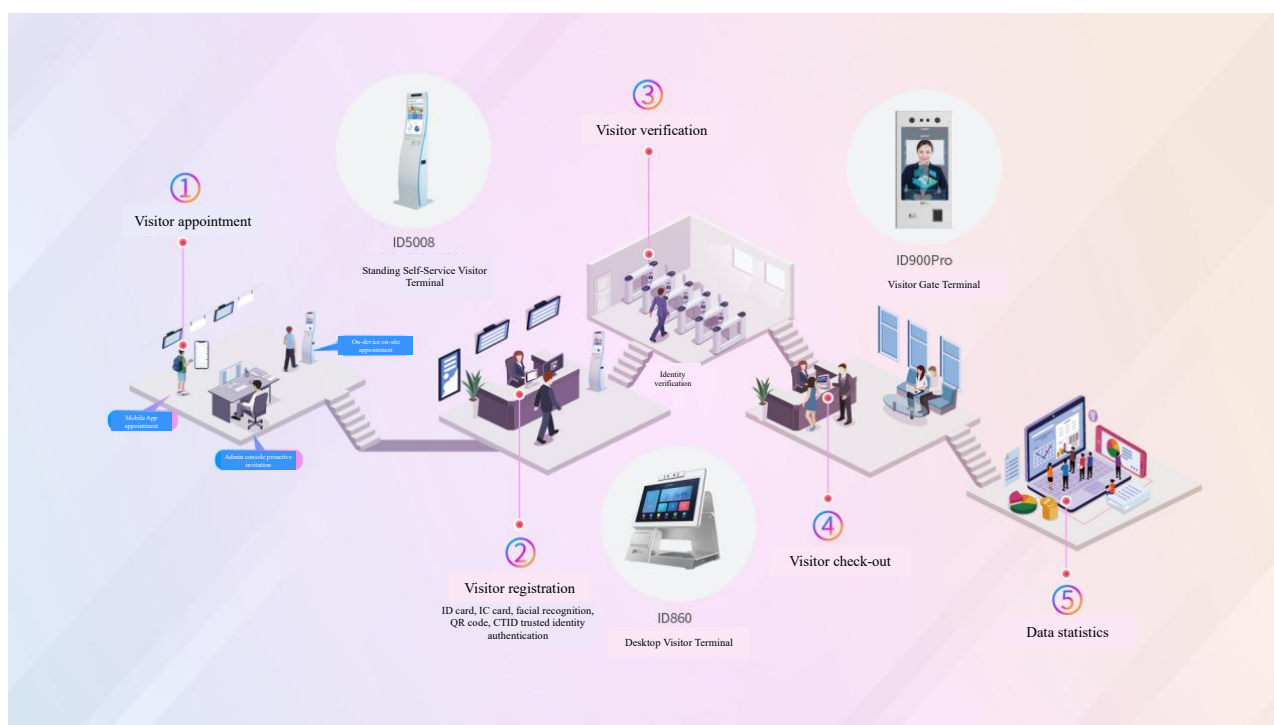 ①
Visitor appointment
On-device on-site
appointment
Mobile App
appointment
Admin console proactive
invitation
ID5008
Standing Self-Service Visitor
Terminal
②
Visitor registration
ID card, IC card, facial recognition,
QR code, CTID trusted identity
authentication
ID860
Desktop Visitor Terminal
③
Visitor verification
Identity
verification
ID900Pro
Visitor Gate Terminal
④
Visitor check-out
⑤
Data statistics